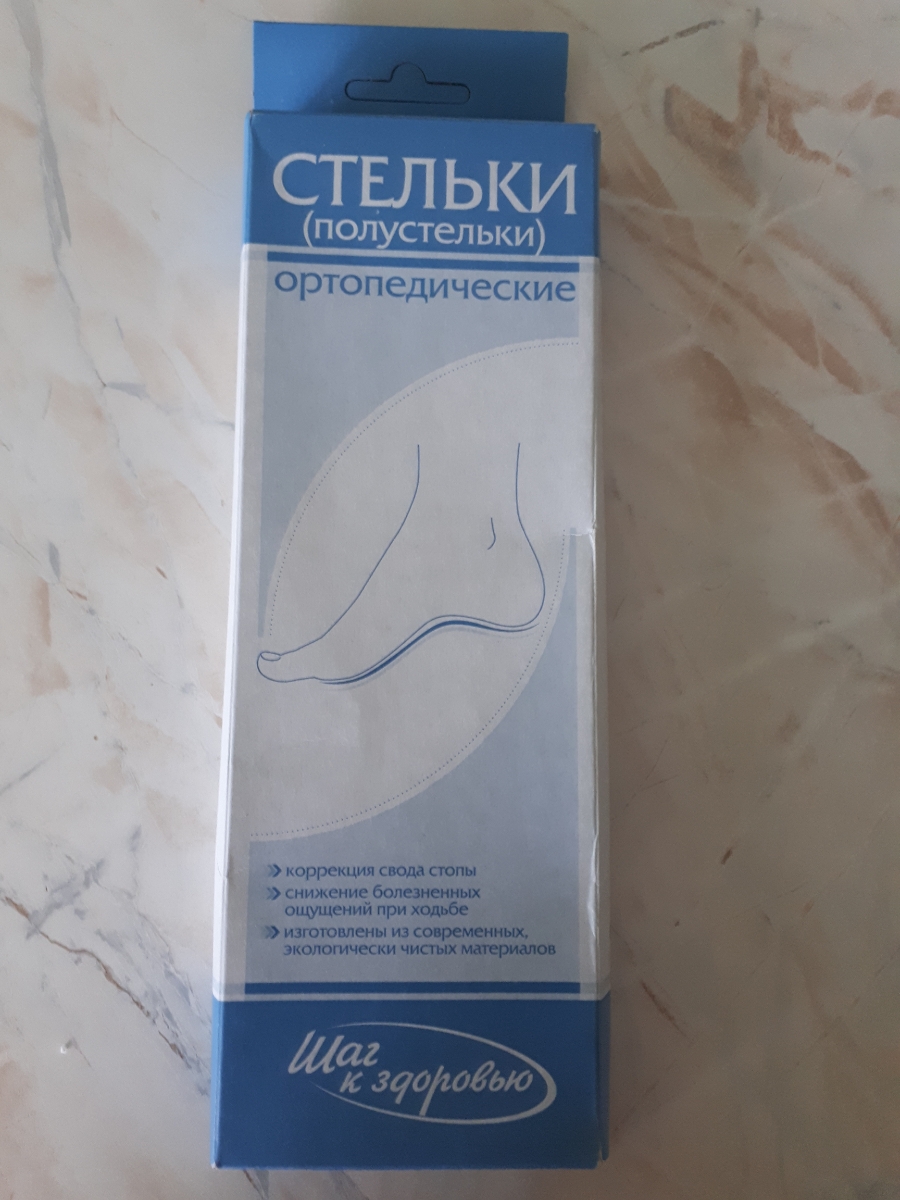 СТЕЛЬКИ
(полустельки)
ортопедические
коррекция свода стопы
снижение болезненных
ощущений при ходьбе
изготовлены из современных,
экологически чистых материалов
Шаг
к здоровью